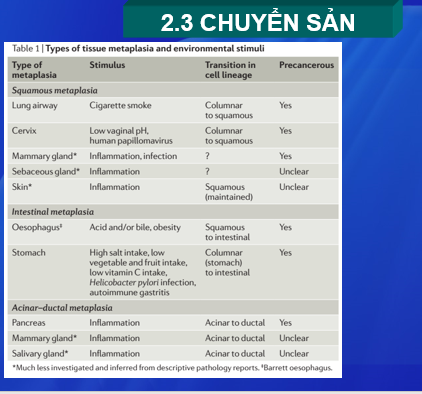 2.3 CHUYỂN SẢN
Table 1 | Types of tissue metaplasia and environmental stimuli
Type of metaplasia Stimulus Transition in cell lineage Precancerous
Squamous metaplasia
Lung airway Cigarette smoke Columnar to squamous Yes
Cervix Low vaginal pH, human papillomavirus Columnar to squamous Yes
Mammary gland* Inflammation, infection ? Yes
Sebaceous gland* Inflammation ? Unclear
Skin* Inflammation Squamous (maintained) Unclear
Intestinal metaplasia
Oesophagus‡ Acid and/or bile, obesity Squamous to intestinal Yes
Stomach High salt intake, low vegetable and fruit intake, low vitamin C intake, Helicobacter pylori infection, autoimmune gastritis Columnar (stomach) to intestinal Yes
Acinar–ductal metaplasia
Pancreas Inflammation Acinar to ductal Yes
Mammary gland* Inflammation Acinar to ductal Unclear
Salivary gland* Inflammation Acinar to ductal Unclear
*Much less investigated and inferred from descriptive pathology reports. ‡Barrett oesophagus.